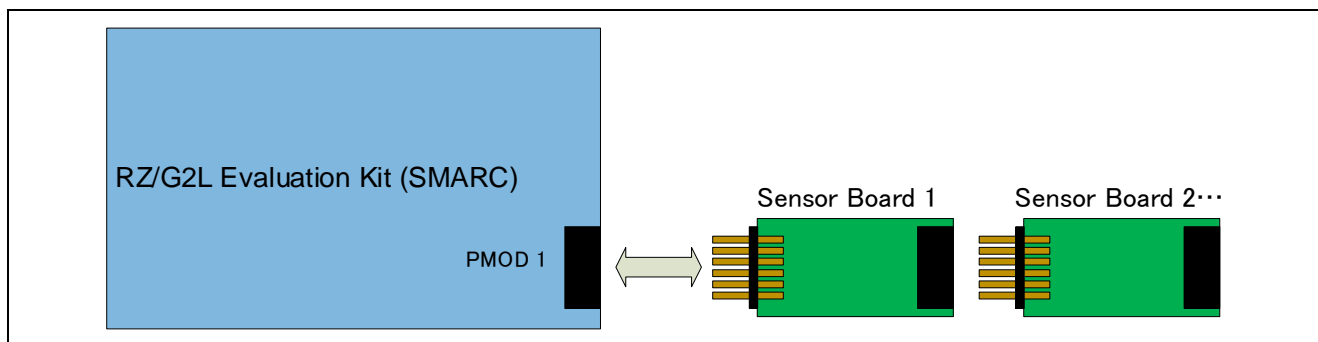 RZ/G2L Evaluation Kit (SMARC)
Sensor Board 1
Sensor Board 2…
PMOD 1